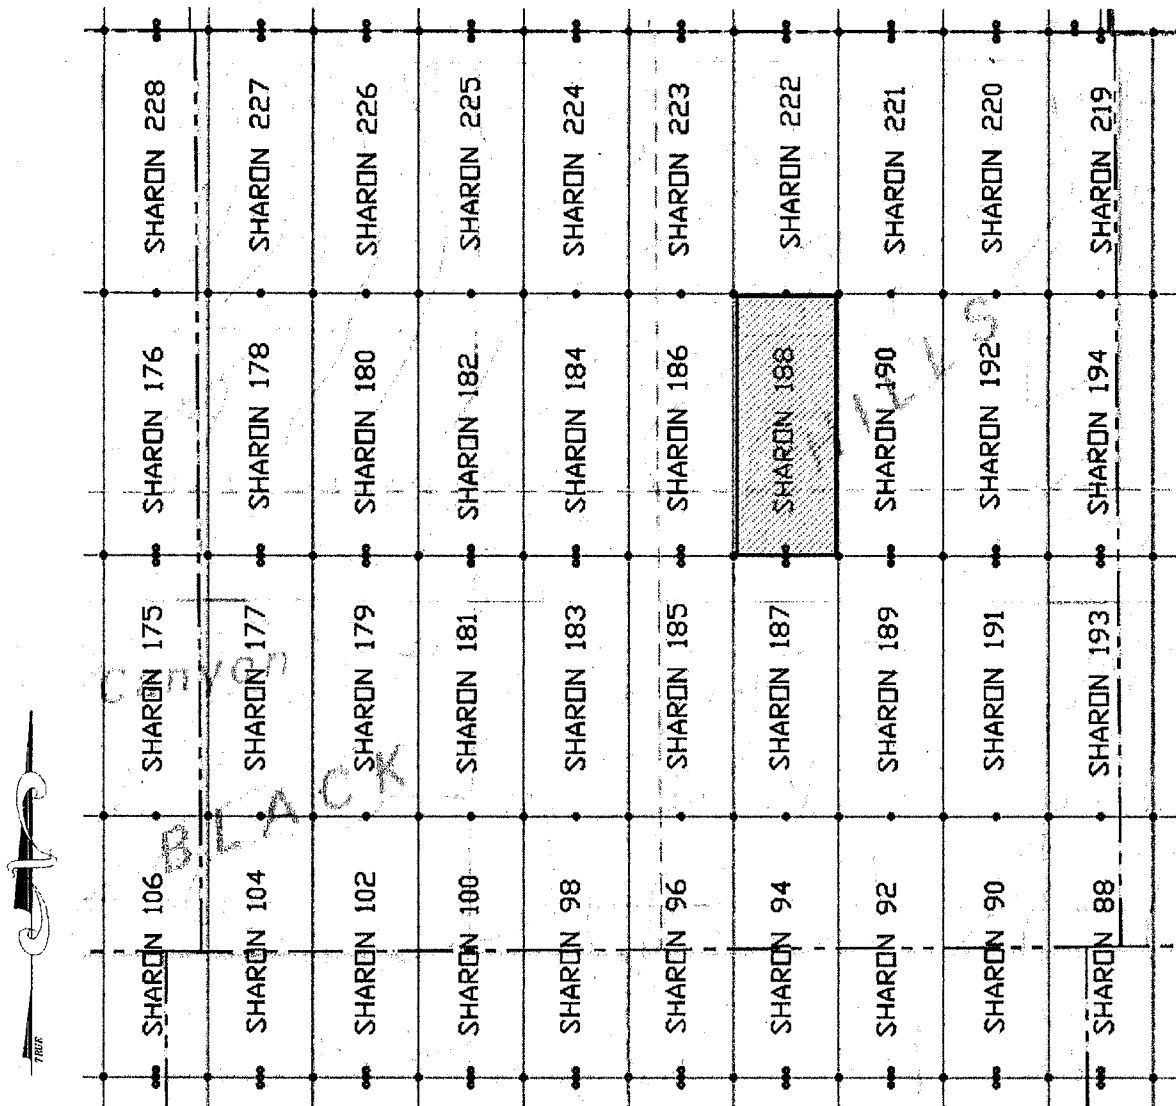 SHARON 228
SHARON 227
SHARON 226
SHARON 225
SHARON 224
SHARON 223
SHARON 222
SHARON 221
SHARON 220
SHARON 219
SHARON 176
SHARON 178
SHARON 180
SHARON 182
SHARON 184
SHARON 186
SHARON 188
SHARON 190
SHARON 192
SHARON 194
HILLS
SHARON 175
SHARON 177
SHARON 179
SHARON 181
SHARON 183
SHARON 185
SHARON 187
SHARON 189
SHARON 191
SHARON 193
Canyon
BLACK
SHARON 106
SHARON 104
SHARON 102
SHARON 100
SHARON 98
SHARON 96
SHARON 94
SHARON 92
SHARON 90
SHARON 88
TRUE